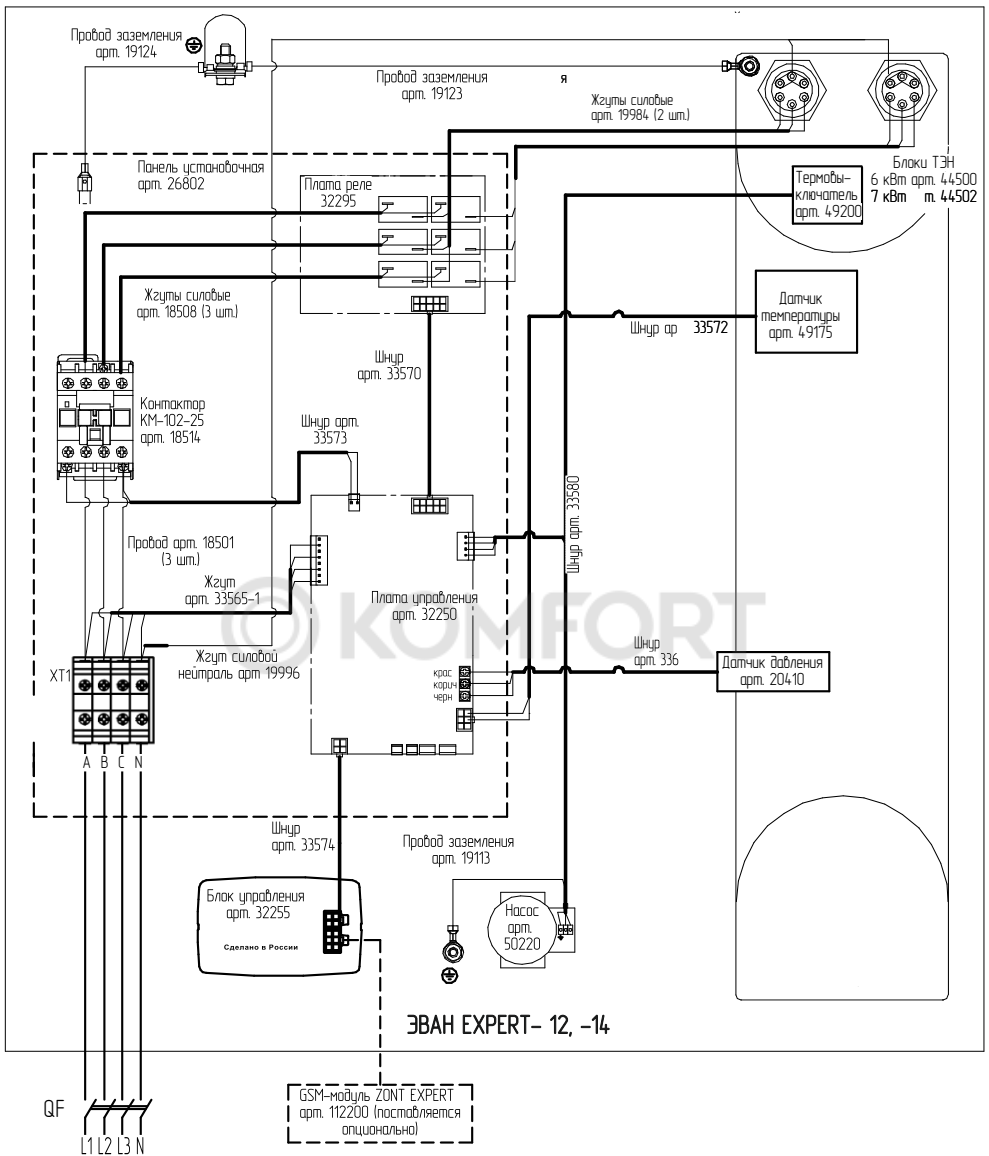 Провод заземления
арт. 19124
Провод заземления
арт. 19123
я
Жгуты силовые
арт. 19984 (2 шт.)
Панель установочная
арт. 26802
Плата реле
32295
Блоки ТЭН
6 кВт арт. 44500
7 кВт т. 44502
Термовы-
ключатель
арт. 49200
Жгуты силовые
арт. 18508 (3 шт.)
Датчик
температуры
арт. 49175
Шнур ар 33572
Шнур
арт. 33570
Контактор
КМ-102-25
арт. 18514
Шнур арт.
33573
Шнур арт. 33580
Провод арт. 18501
(3 шт.)
Жгут
арт. 33565-1
Плата управления
арт. 32250
KOMFORT
Жгут силовой
нейтраль арт 19996
XT1
Шнур
арт. 336
Датчик давления
арт. 20410
крас
корич
черн
A B C N
Шнур
арт. 33574
Провод заземления
арт. 19113
Блок управления
арт. 32255
Сделано в России
Насос
арт.
50220
ЭВАН EXPERT- 12, -14
GSM-модуль ZONT EXPERT
арт. 112200 (поставляется
опционально)
QF
L1 L2 L3 N